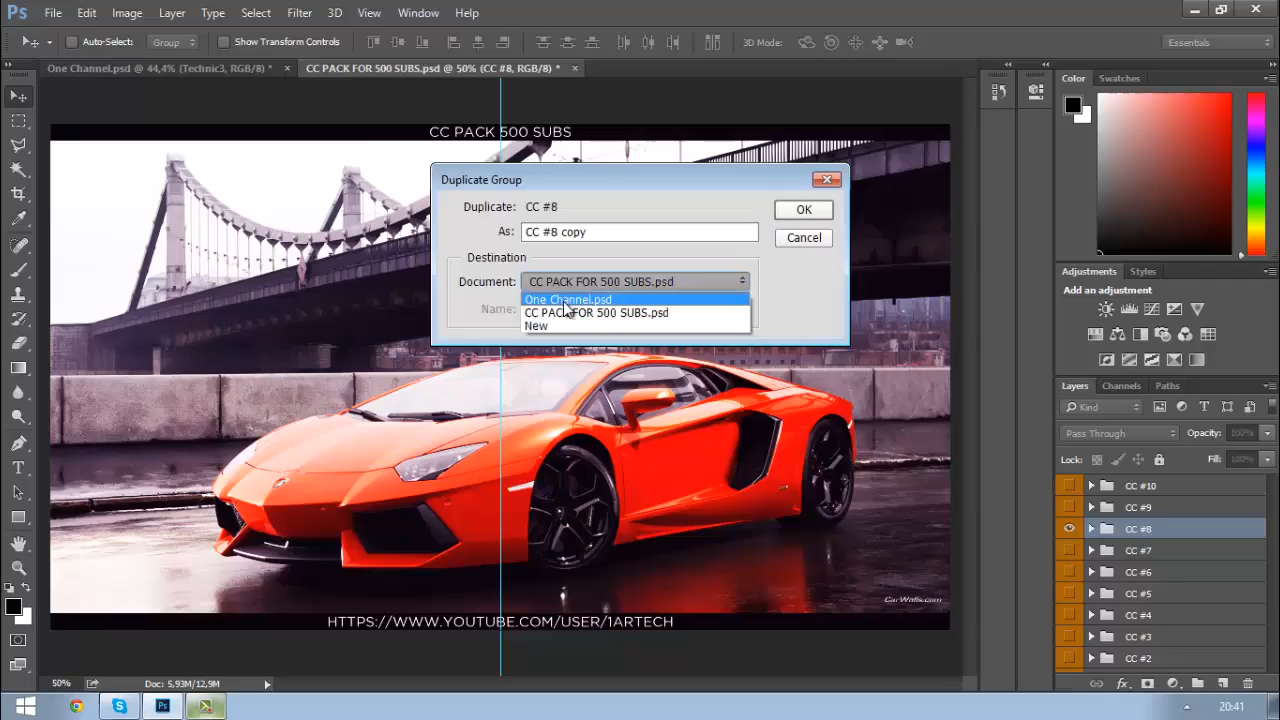 Ps File Edit Image Layer Type Select Filter 3D View Window Help
Auto-Select: Group Show Transform Controls 3D Mode: Essentials
One Channel.psd @ 44,4% (Technic3, RGB/8) * × CC PACK FOR 500 SUBS.psd @ 50% (CC #8, RGB/8) * ×
CC PACK 500 SUBS
Duplicate Group
Duplicate: CC #8
OK
As: CC #8 copy
Cancel
Destination
Document: CC PACK FOR 500 SUBS.psd
One Channel.psd
Name: CC PACK FOR 500 SUBS.psd
New
CarWalls.com
HTTPS://WWW.YOUTUBE.COM/USER/1ARTECH
50% Doc: 5,93M/12,9M
Color Swatches
Adjustments Styles
Add an adjustment
Layers Channels Paths
Kind
Pass Through Opacity: 100%
Lock: Fill: 100%
CC #10
CC #9
CC #8
CC #7
CC #6
CC #5
CC #4
CC #3
CC #2
20:41